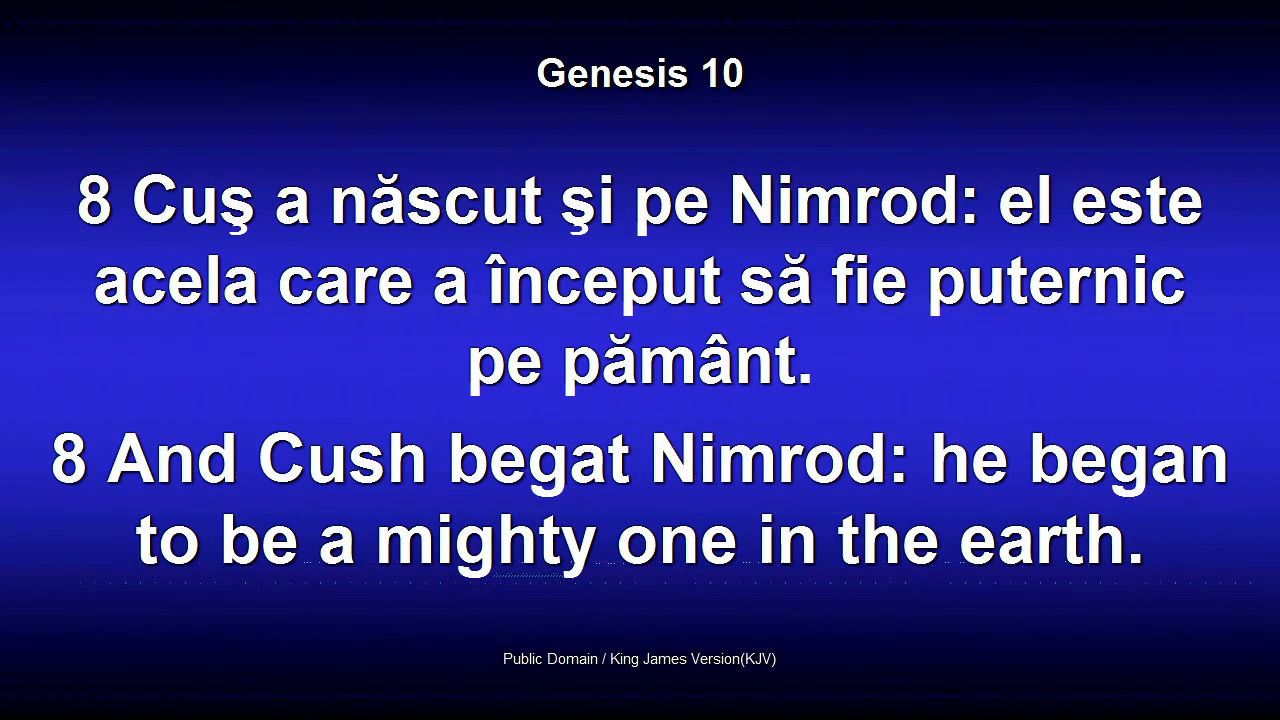 Genesis 10
8 Cuş a născut şi pe Nimrod: el este
acela care a început să fie puternic
pe pământ.
8 And Cush begat Nimrod: he began
to be a mighty one in the earth.
Public Domain / King James Version(KJV)